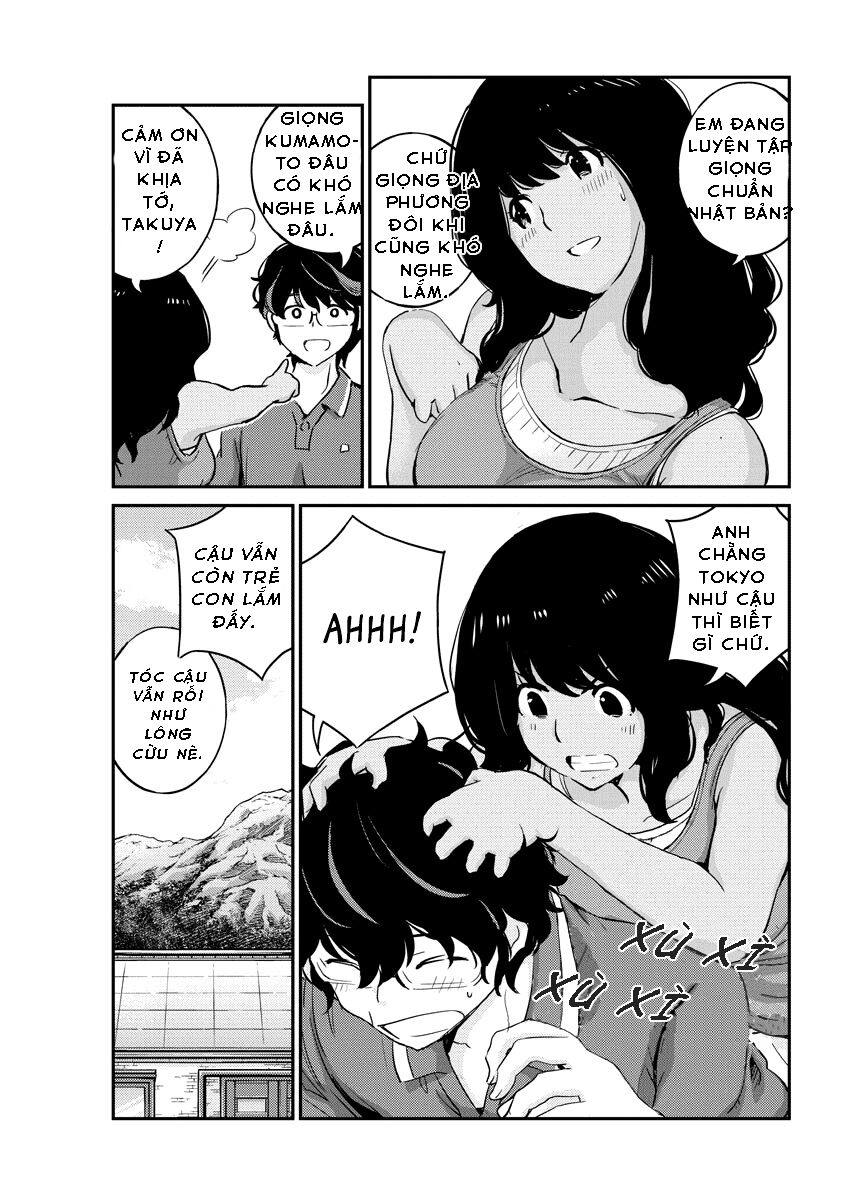 EM ĐANG
LUYỆN TẬP
GIỌNG
CHUẨN
NHẬT BẢN?
CHỨ
GIỌNG ĐỊA
PHƯƠNG
ĐÔI KHI
CŨNG KHÓ
NGHE
LẮM.
GIỌNG
KUMAMO-
TO ĐÂU
CÓ KHÓ
NGHE LẮM
ĐÂU.
CẢM ƠN
VÌ ĐÃ
KHỊA
TỚ,
TAKUYA
!
ANH
CHẰNG
TOKYO
NHƯ CẬU
THÌ BIẾT
GÌ CHỨ.
AHHH!
XÙ XÌ
XÙ XÌ
CẬU VẪN
CÒN TRẺ
CON LẮM
ĐẤY.
TÓC CẬU
VẪN RỐI
NHƯ
LÔNG
CỪU NÈ.